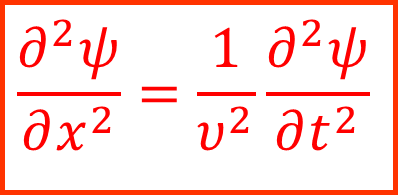 ∂²ψ/∂x² = 1/υ² ∂²ψ/∂t²